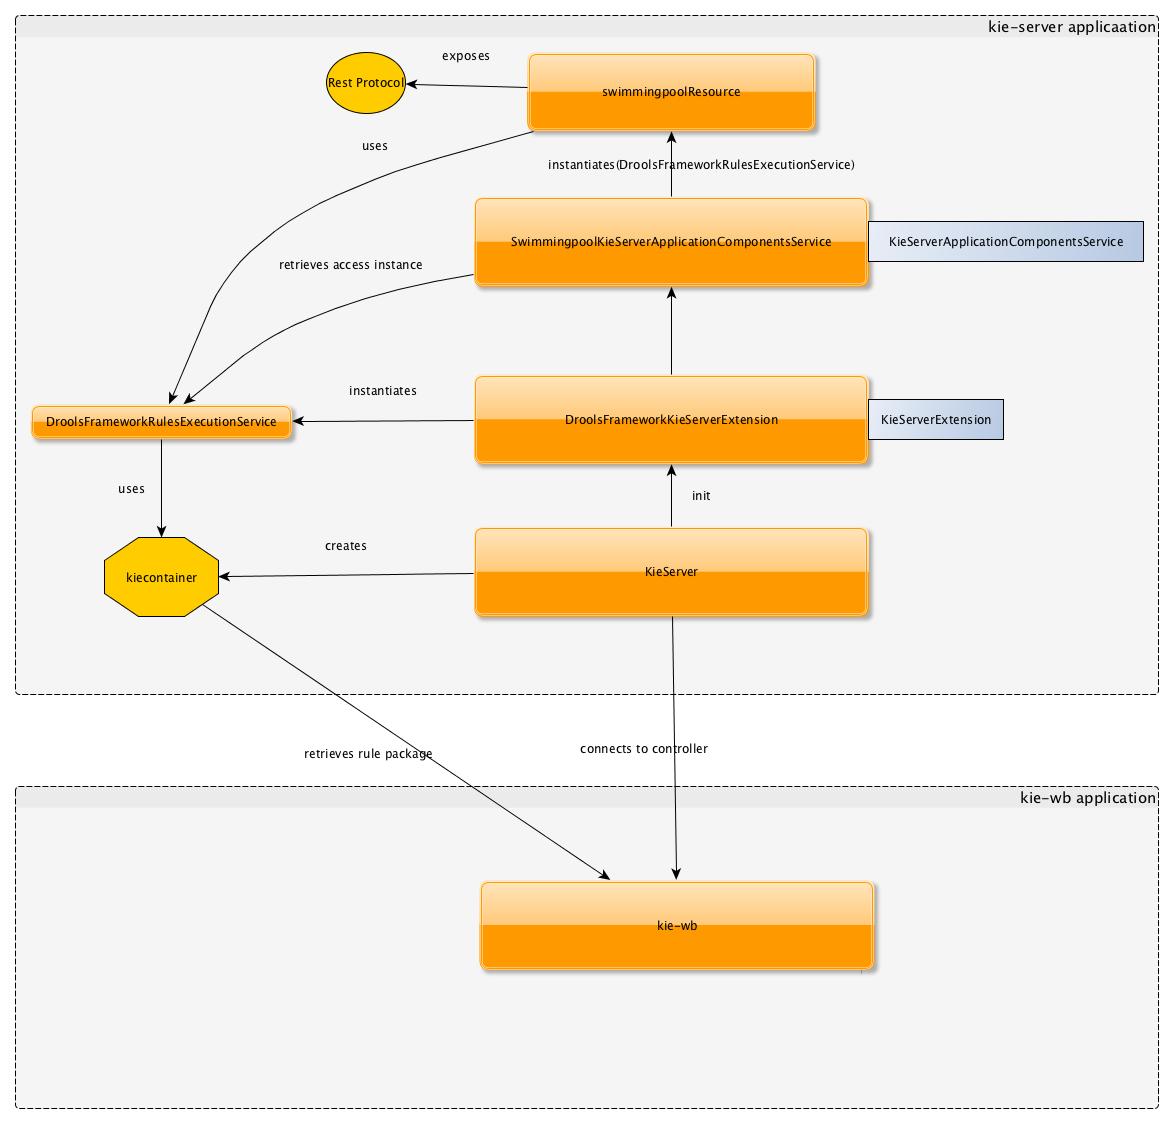 kie-server applicaation
exposes
Rest Protocol
swimmingpoolResource
uses
instantiates(DroolsFrameworkRulesExecutionService)
SwimmingpoolKieServerApplicationComponentsService
KieServerApplicationComponentsService
retrieves access instance
instantiates
DroolsFrameworkRulesExecutionService
DroolsFrameworkKieServerExtension
KieServerExtension
uses
init
creates
kiecontainer
KieServer
retrieves rule package
connects to controller
kie-wb application
kie-wb